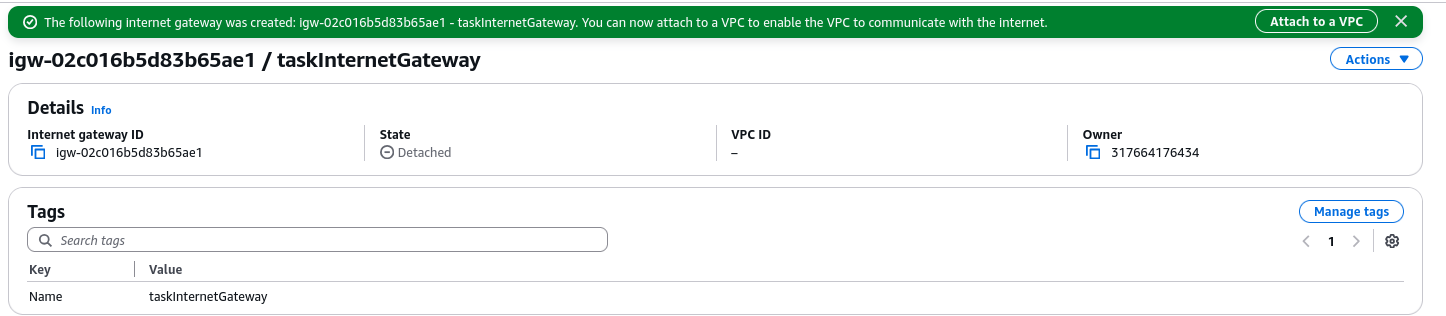 The following internet gateway was created: igw-02c016b5d83b65ae1 - taskInternetGateway. You can now attach to a VPC to enable the VPC to communicate with the internet. Attach to a VPC
igw-02c016b5d83b65ae1 / taskInternetGateway Actions
Details Info
Internet gateway ID State VPC ID Owner
igw-02c016b5d83b65ae1 Detached – 317664176434
Tags Manage tags
Search tags 1
Key Value
Name taskInternetGateway